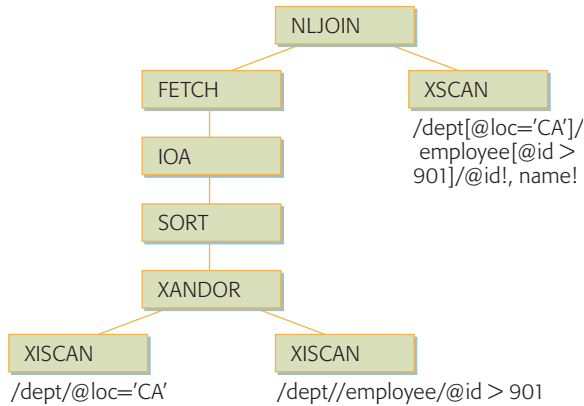 NLJOIN
FETCH
XSCAN
/dept[@loc='CA']/
employee[@id >
901]/@id!, name!
IOA
SORT
XANDOR
XISCAN
XISCAN
/dept/@loc='CA'
/dept//employee/@id > 901